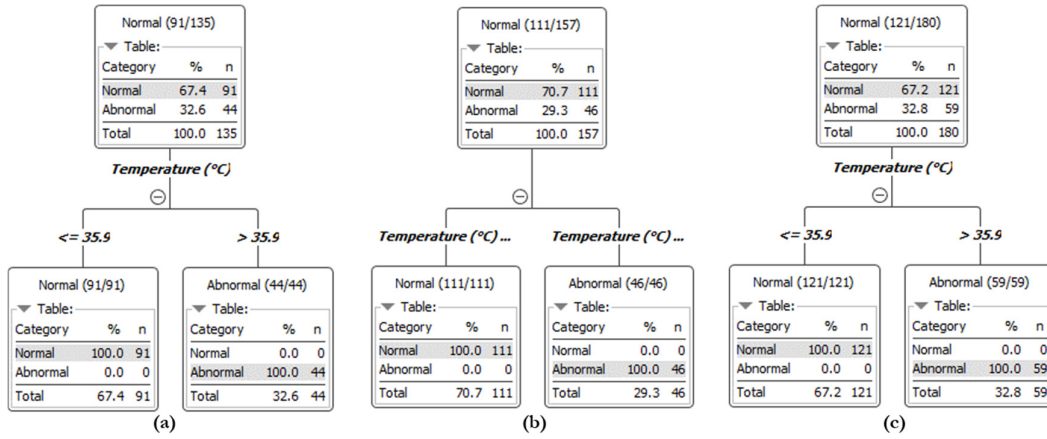 Normal (91/135)
Table:
Category % n
Normal 67.4 91
Abnormal 32.6 44
Total 100.0 135
Temperature (°C)
<= 35.9
> 35.9
Normal (91/91)
Table:
Category % n
Normal 100.0 91
Abnormal 0.0 0
Total 67.4 91
Abnormal (44/44)
Table:
Category % n
Normal 0.0 0
Abnormal 100.0 44
Total 32.6 44
(a)
Normal (111/157)
Table:
Category % n
Normal 70.7 111
Abnormal 29.3 46
Total 100.0 157
Temperature (°C) ...
Temperature (°C) ...
Normal (111/111)
Table:
Category % n
Normal 100.0 111
Abnormal 0.0 0
Total 70.7 111
Abnormal (46/46)
Table:
Category % n
Normal 0.0 0
Abnormal 100.0 46
Total 29.3 46
(b)
Normal (121/180)
Table:
Category % n
Normal 67.2 121
Abnormal 32.8 59
Total 100.0 180
Temperature (°C)
<= 35.9
> 35.9
Normal (121/121)
Table:
Category % n
Normal 100.0 121
Abnormal 0.0 0
Total 67.2 121
Abnormal (59/59)
Table:
Category % n
Normal 0.0 0
Abnormal 100.0 59
Total 32.8 59
(c)